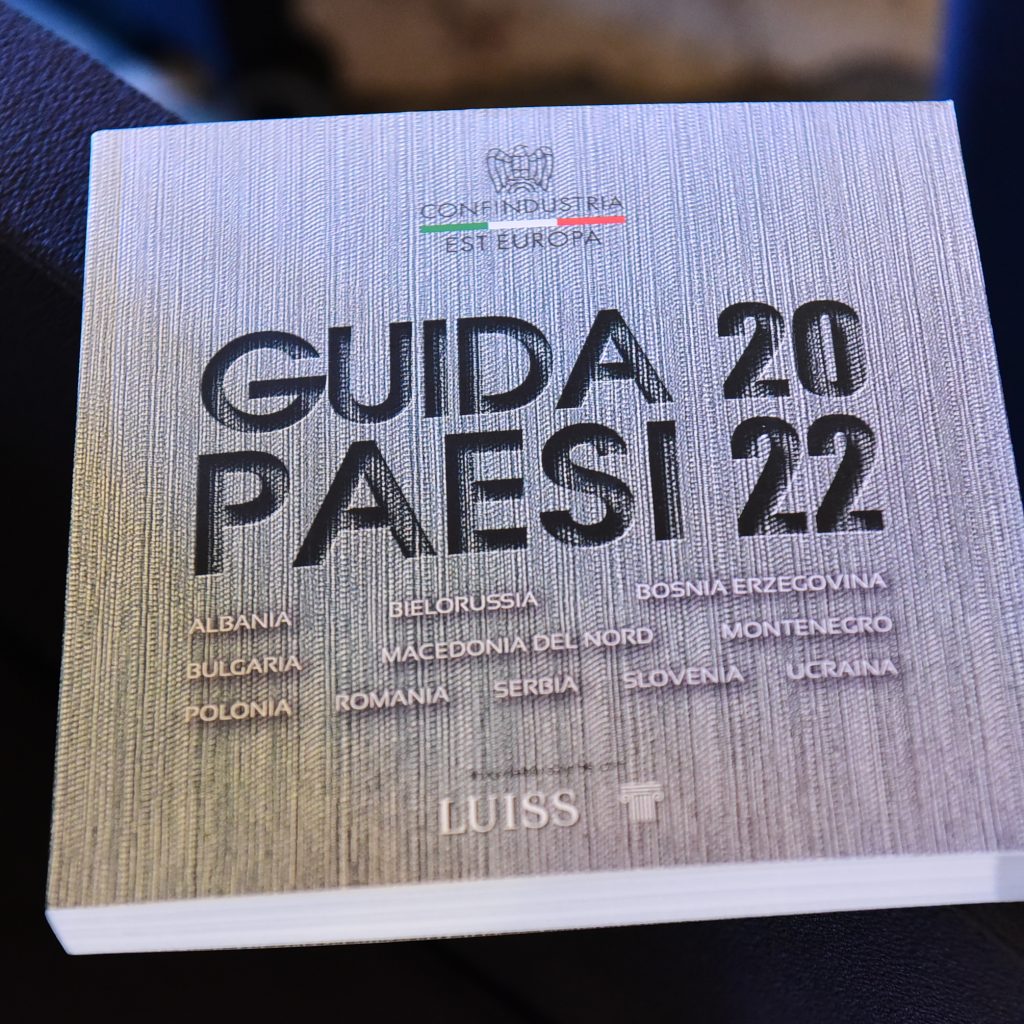 CONFINDUSTRIA
EST EUROPA
GUIDA 20
PAESI 22
ALBANIA BIELORUSSIA BOSNIA ERZEGOVINA
BULGARIA MACEDONIA DEL NORD MONTENEGRO
POLONIA ROMANIA SERBIA SLOVENIA UCRAINA
LUISS